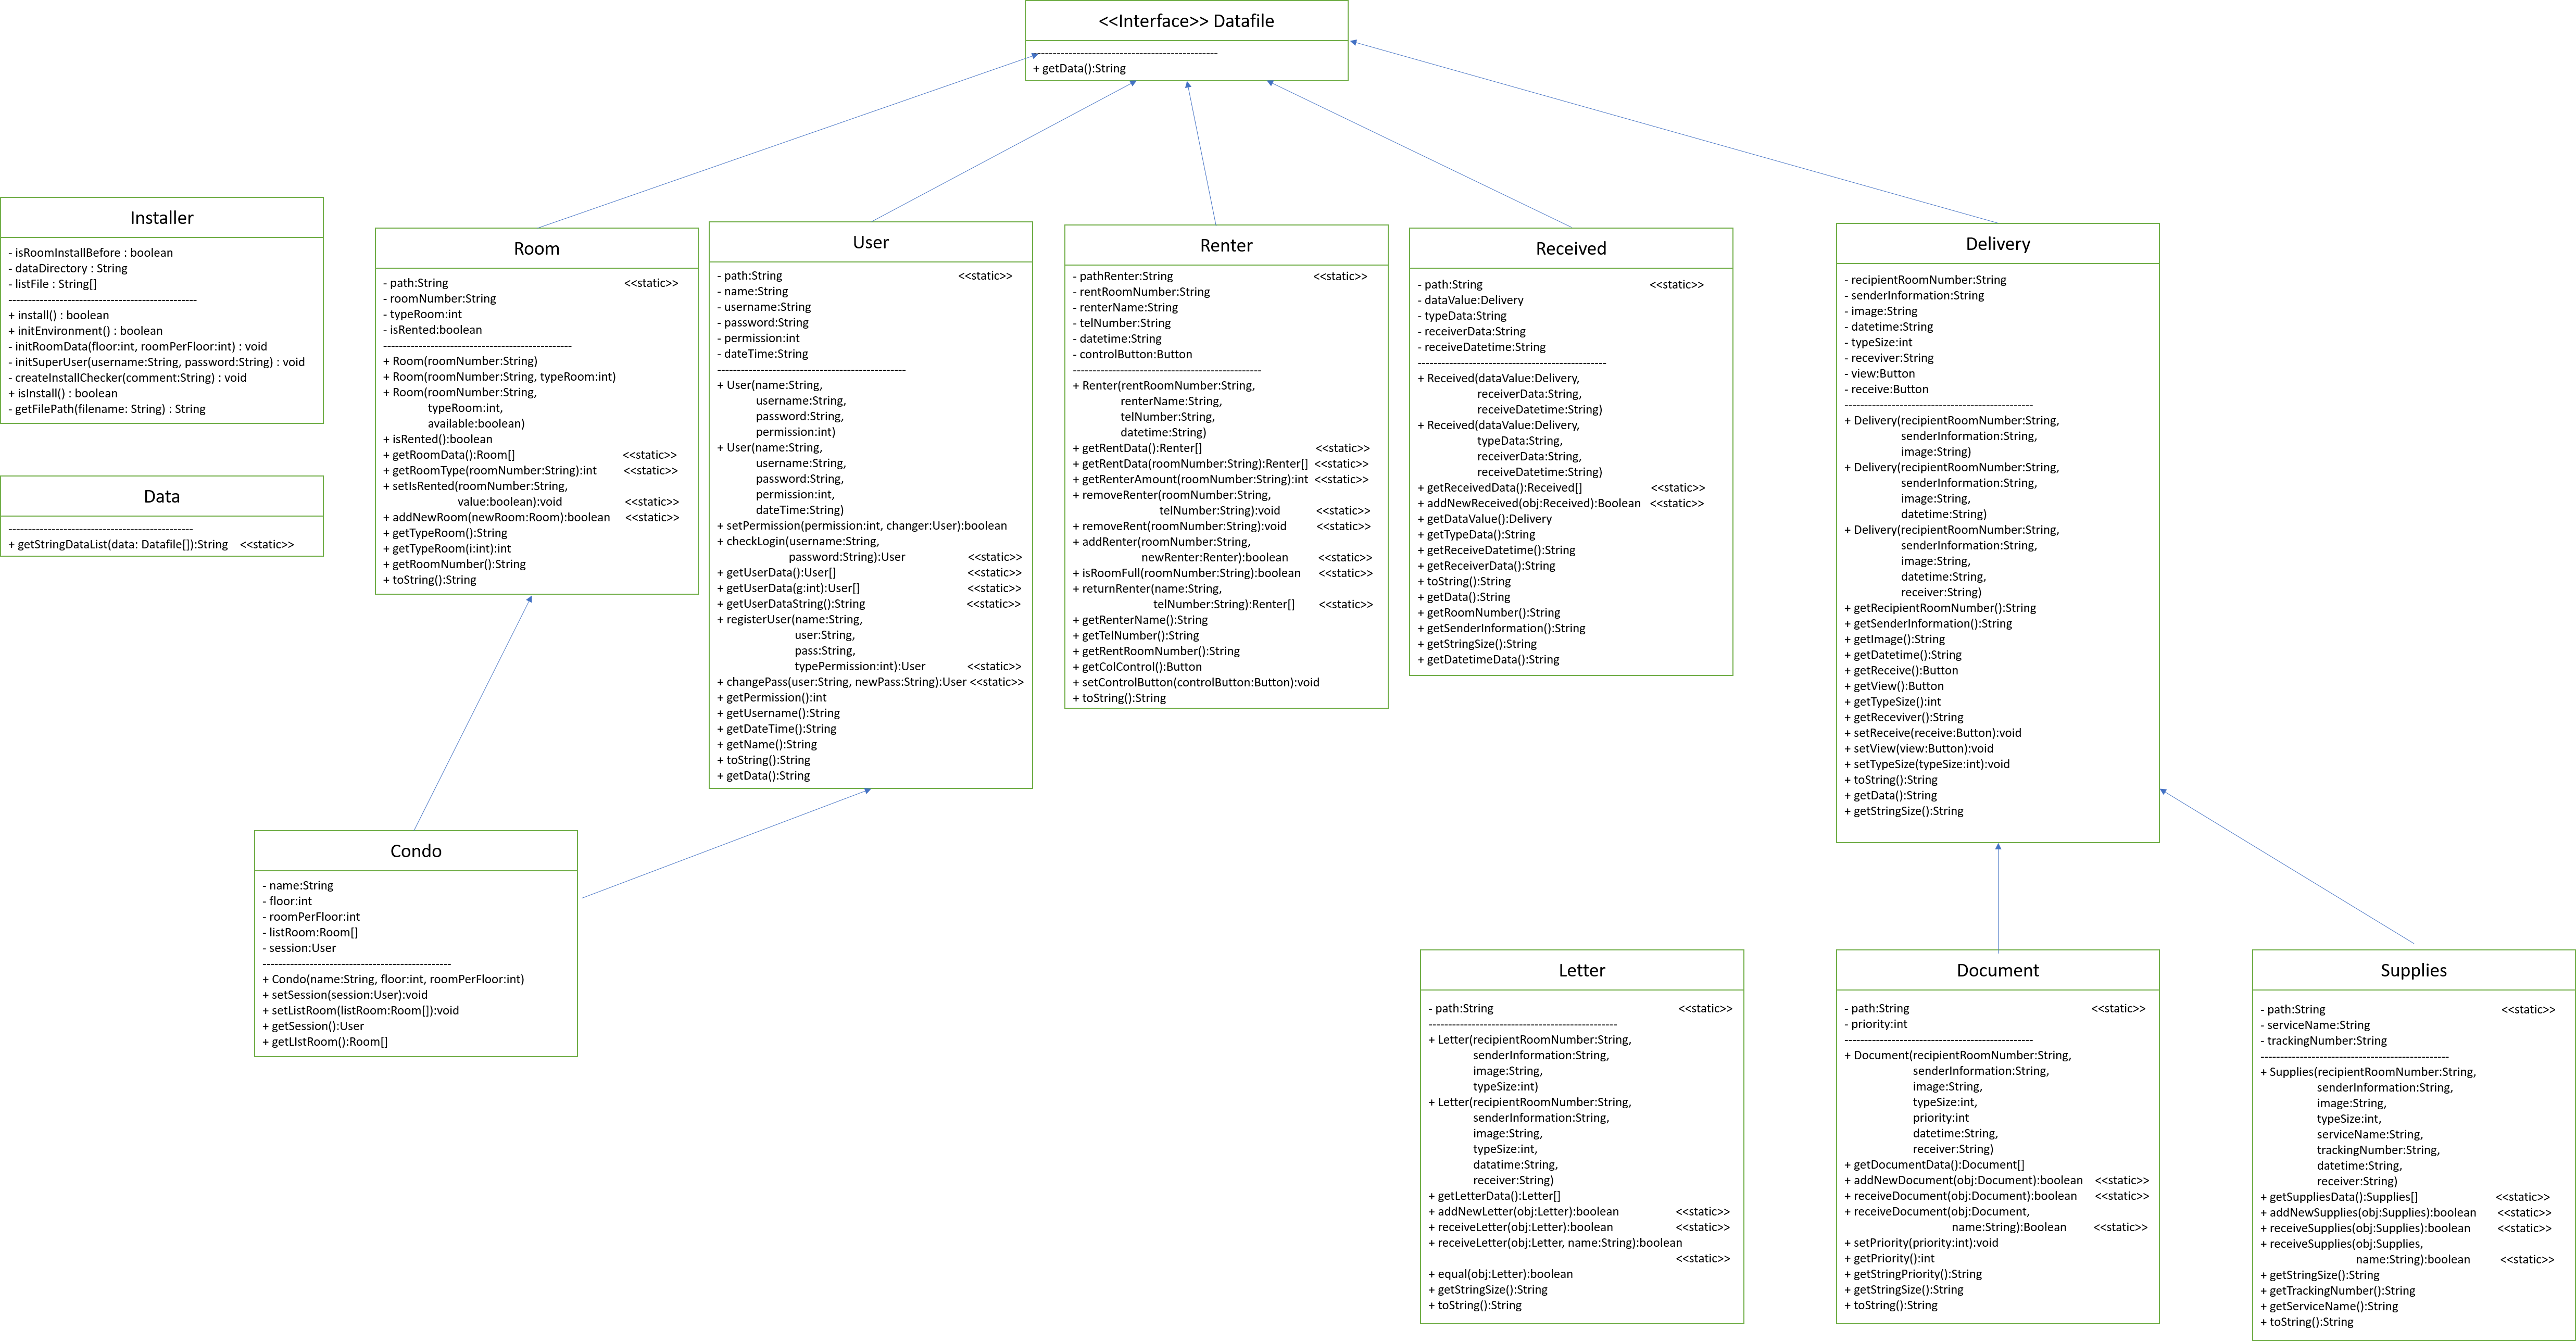 <<Interface>> Datafile
------------------------------------------------
+ getData():String
Installer
- isRoomInstallBefore : boolean
- dataDirectory : String
- listFile : String[]
------------------------------------------------
+ install() : boolean
+ initEnvironment() : boolean
- initRoomData(floor:int, roomPerFloor:int) : void
- initSuperUser(username:String, password:String) : void
- createInstallChecker(comment:String) : void
+ isInstall() : boolean
- getFilePath(filename: String) : String
Data
------------------------------------------------
+ getStringDataList(data: Datafile[]):String <<static>>
Room
- path:String <<static>>
- roomNumber:String
- typeRoom:int
- isRented:boolean
------------------------------------------------
+ Room(roomNumber:String)
+ Room(roomNumber:String, typeRoom:int)
+ Room(roomNumber:String,
typeRoom:int,
available:boolean)
+ isRented():boolean
+ getRoomData():Room[] <<static>>
+ getRoomType(roomNumber:String):int <<static>>
+ setIsRented(roomNumber:String,
value:boolean):void <<static>>
+ addNewRoom(newRoom:Room):boolean <<static>>
+ getTypeRoom():String
+ getTypeRoom(i:int):int
+ getRoomNumber():String
+ toString():String
User
- path:String <<static>>
- name:String
- username:String
- password:String
- permission:int
- dateTime:String
------------------------------------------------
+ User(name:String,
username:String,
password:String,
permission:int)
+ User(name:String,
username:String,
password:String,
permission:int,
dateTime:String)
+ setPermission(permission:int, changer:User):boolean
+ checkLogin(username:String,
password:String):User <<static>>
+ getUserData():User[] <<static>>
+ getUserData(g:int):User[] <<static>>
+ getUserDataString():String <<static>>
+ registerUser(name:String,
user:String,
pass:String,
typePermission:int):User <<static>>
+ changePass(user:String, newPass:String):User <<static>>
+ getPermission():int
+ getUsername():String
+ getDateTime():String
+ getName():String
+ toString():String
+ getData():String
Renter
- pathRenter:String <<static>>
- rentRoomNumber:String
- renterName:String
- telNumber:String
- datetime:String
- controlButton:Button
------------------------------------------------
+ Renter(rentRoomNumber:String,
renterName:String,
telNumber:String,
datetime:String)
+ getRentData():Renter[] <<static>>
+ getRentData(roomNumber:String):Renter[] <<static>>
+ getRenterAmount(roomNumber:String):int <<static>>
+ removeRenter(roomNumber:String,
telNumber:String):void <<static>>
+ removeRent(roomNumber:String):void <<static>>
+ addRenter(roomNumber:String,
newRenter:Renter):boolean <<static>>
+ isRoomFull(roomNumber:String):boolean <<static>>
+ returnRenter(name:String,
telNumber:String):Renter[] <<static>>
+ getRenterName():String
+ getTelNumber():String
+ getRentRoomNumber():String
+ getColControl():Button
+ setControlButton(controlButton:Button):void
+ toString():String
Received
- path:String <<static>>
- dataValue:Delivery
- typeData:String
- receiverData:String
- receiveDatetime:String
------------------------------------------------
+ Received(dataValue:Delivery,
receiverData:String,
receiveDatetime:String)
+ Received(dataValue:Delivery,
typeData:String,
receiverData:String,
receiveDatetime:String)
+ getReceivedData():Received[] <<static>>
+ addNewReceived(obj:Received):Boolean <<static>>
+ getDataValue():Delivery
+ getTypeData():String
+ getReceiveDatetime():String
+ getReceiverData():String
+ toString():String
+ getData():String
+ getRoomNumber():String
+ getSenderInformation():String
+ getStringSize():String
+ getDatetimeData():String
Delivery
- recipientRoomNumber:String
- senderInformation:String
- image:String
- datetime:String
- typeSize:int
- receviver:String
- view:Button
- receive:Button
------------------------------------------------
+ Delivery(recipientRoomNumber:String,
senderInformation:String,
image:String)
+ Delivery(recipientRoomNumber:String,
senderInformation:String,
image:String,
datetime:String)
+ Delivery(recipientRoomNumber:String,
senderInformation:String,
image:String,
datetime:String,
receiver:String)
+ getRecipientRoomNumber():String
+ getSenderInformation():String
+ getImage():String
+ getDatetime():String
+ getReceive():Button
+ getView():Button
+ getTypeSize():int
+ getReceviver():String
+ setReceive(receive:Button):void
+ setView(view:Button):void
+ setTypeSize(typeSize:int):void
+ toString():String
+ getData():String
+ getStringSize():String
Condo
- name:String
- floor:int
- roomPerFloor:int
- listRoom:Room[]
- session:User
------------------------------------------------
+ Condo(name:String, floor:int, roomPerFloor:int)
+ setSession(session:User):void
+ setListRoom(listRoom:Room[]):void
+ getSession():User
+ getLIstRoom():Room[]
Letter
- path:String <<static>>
------------------------------------------------
+ Letter(recipientRoomNumber:String,
senderInformation:String,
image:String,
typeSize:int)
+ Letter(recipientRoomNumber:String,
senderInformation:String,
image:String,
typeSize:int,
datatime:String,
receiver:String)
+ getLetterData():Letter[]
+ addNewLetter(obj:Letter):boolean <<static>>
+ receiveLetter(obj:Letter):boolean <<static>>
+ receiveLetter(obj:Letter, name:String):boolean
<<static>>
+ equal(obj:Letter):boolean
+ getStringSize():String
+ toString():String
Document
- path:String <<static>>
- priority:int
------------------------------------------------
+ Document(recipientRoomNumber:String,
senderInformation:String,
image:String,
typeSize:int,
priority:int
datetime:String,
receiver:String)
+ getDocumentData():Document[]
+ addNewDocument(obj:Document):boolean <<static>>
+ receiveDocument(obj:Document):boolean <<static>>
+ receiveDocument(obj:Document,
name:String):Boolean <<static>>
+ setPriority(priority:int):void
+ getPriority():int
+ getStringPriority():String
+ getStringSize():String
+ toString():String
Supplies
- path:String <<static>>
- serviceName:String
- trackingNumber:String
------------------------------------------------
+ Supplies(recipientRoomNumber:String,
senderInformation:String,
image:String,
typeSize:int,
serviceName:String,
trackingNumber:String,
datetime:String,
receiver:String)
+ getSuppliesData():Supplies[] <<static>>
+ addNewSupplies(obj:Supplies):boolean <<static>>
+ receiveSupplies(obj:Supplies):boolean <<static>>
+ receiveSupplies(obj:Supplies,
name:String):boolean <<static>>
+ getStringSize():String
+ getTrackingNumber():String
+ getServiceName():String
+ toString():String